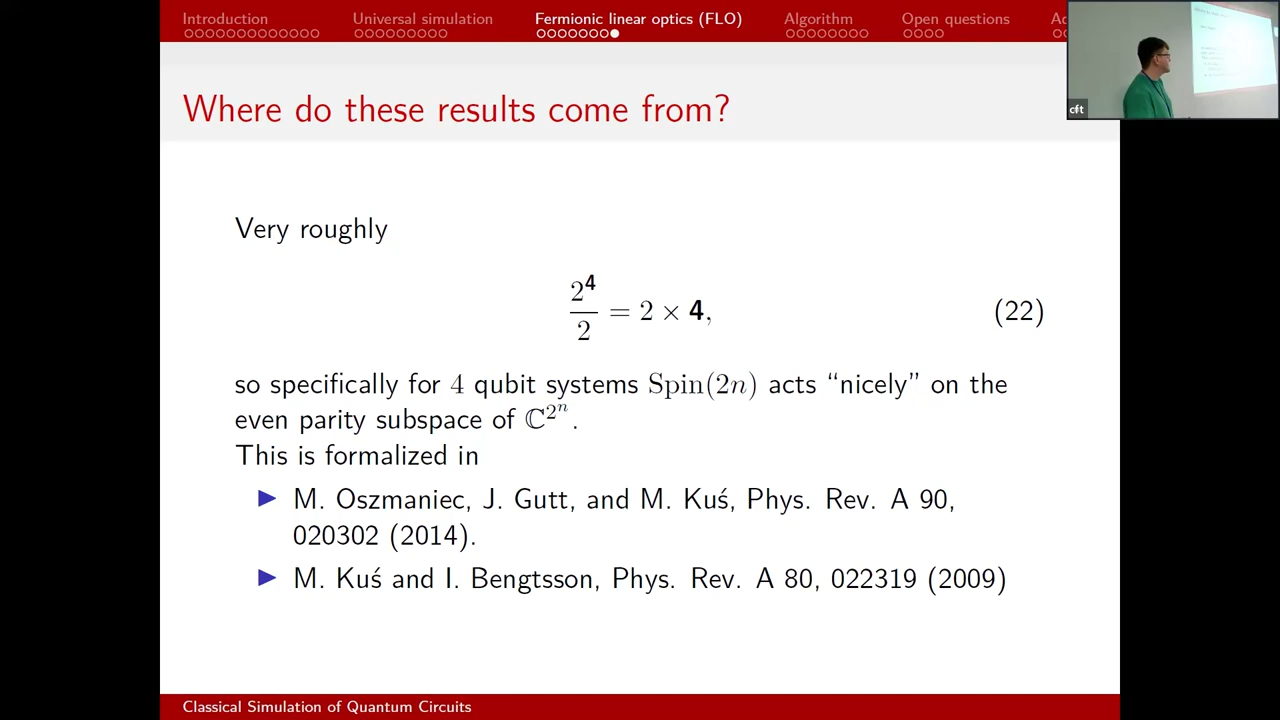 Introduction
Universal simulation
Fermionic linear optics (FLO)
Algorithm
Open questions
cft
Where do these results come from?
Very roughly
2⁴/2 = 2 × 4, (22)
so specifically for 4 qubit systems Spin(2n) acts “nicely” on the
even parity subspace of ℂ^{2^n}.
This is formalized in
▶ M. Oszmaniec, J. Gutt, and M. Kuś, Phys. Rev. A 90,
020302 (2014).
▶ M. Kuś and I. Bengtsson, Phys. Rev. A 80, 022319 (2009)
Classical Simulation of Quantum Circuits